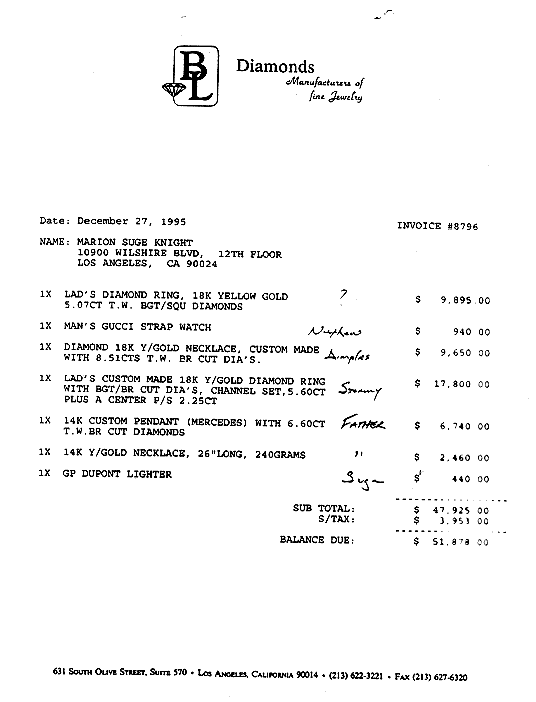 BL
Diamonds
Manufacturers of
fine Jewelry
Date: December 27, 1995
INVOICE #8796
NAME: MARION SUGE KNIGHT
10900 WILSHIRE BLVD, 12TH FLOOR
LOS ANGELES, CA 90024
1X LAD'S DIAMOND RING, 18K YELLOW GOLD ?
5.07CT T.W. BGT/SQU DIAMONDS $ 9,895.00
1X MAN'S GUCCI STRAP WATCH Nephew $ 940 00
1X DIAMOND 18K Y/GOLD NECKLACE, CUSTOM MADE Dimples $ 9,650 00
WITH 8.51CTS T.W. BR CUT DIA'S.
1X LAD'S CUSTOM MADE 18K Y/GOLD DIAMOND RING $ 17,800 00
WITH BGT/BR CUT DIA'S, CHANNEL SET,5.60CT Stormy
PLUS A CENTER P/S 2.25CT
1X 14K CUSTOM PENDANT (MERCEDES) WITH 6.60CT FATHER $ 6,740 00
T.W.BR CUT DIAMONDS
1X 14K Y/GOLD NECKLACE, 26"LONG, 240GRAMS " $ 2,460 00
1X GP DUPONT LIGHTER Suge $ 440 00
SUB TOTAL: $ 47,925 00
S/TAX: $ 3,953 00
BALANCE DUE: $ 51,878 00
631 SOUTH OLIVE STREET, SUITE 570 • LOS ANGELES, CALIFORNIA 90014 • (213) 622-3221 • FAX (213) 627-6320